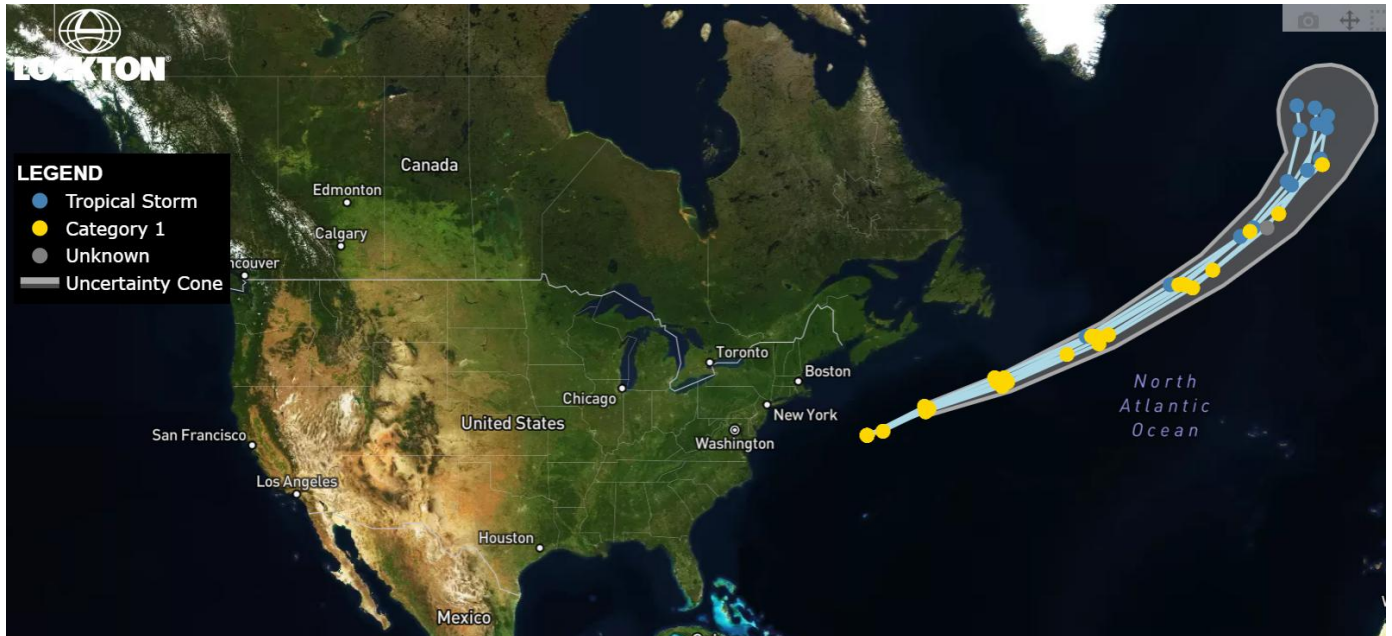 LOCKTON®
LEGEND
Tropical Storm
Category 1
Unknown
Uncertainty Cone
Canada
Edmonton
Calgary
ncouver
Toronto
Boston
Chicago
New York
United States
Washington
San Francisco
Los Angeles
Houston
Mexico
North
Atlantic
Ocean